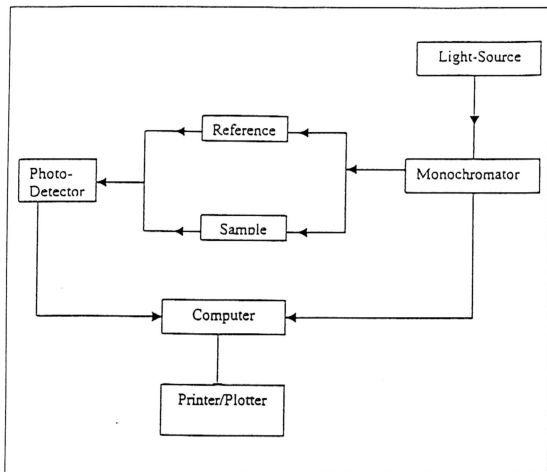 Light-Source
Reference
Photo-
Detector
Monochromator
Sample
Computer
Printer/Plotter